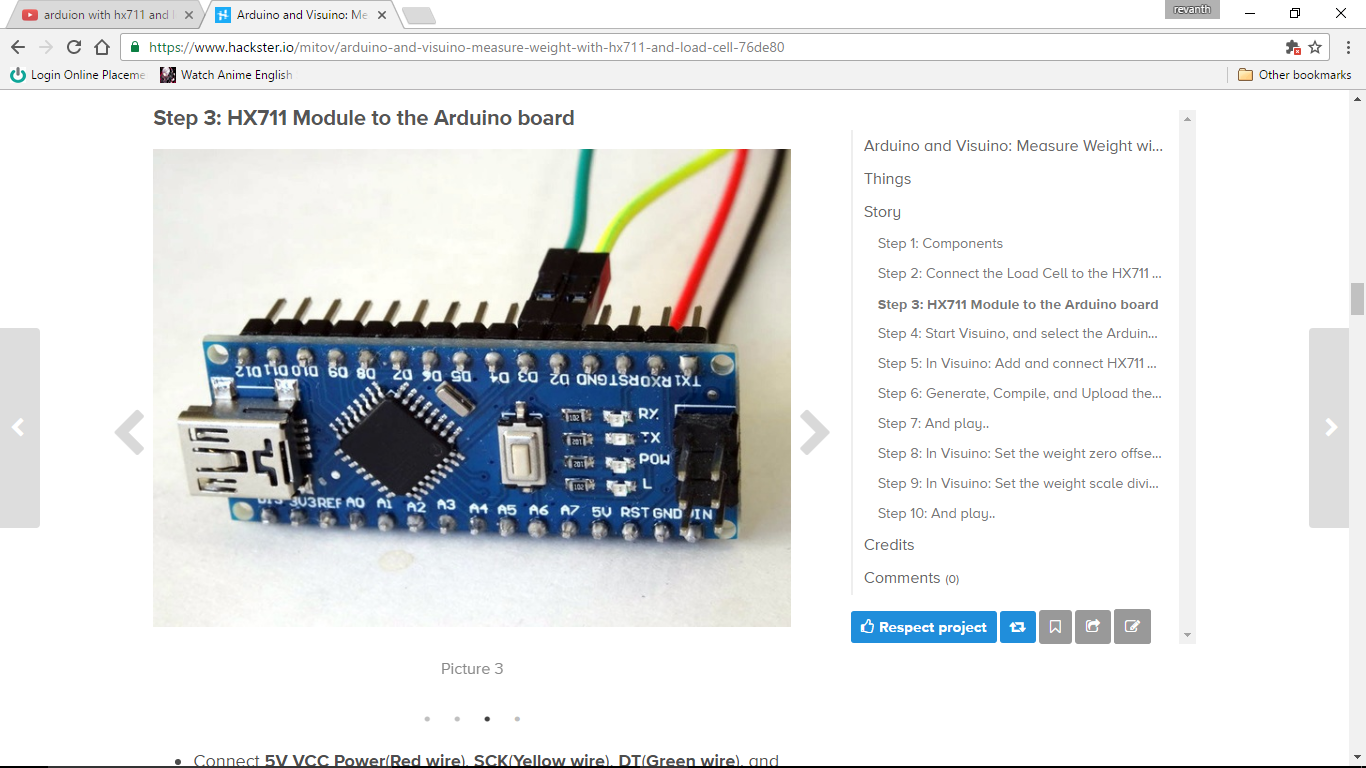 arduion with hx711 and
Arduino and Visuino: Me
revanth
https://www.hackster.io/mitov/arduino-and-visuino-measure-weight-with-hx711-and-load-cell-76de80
Login Online Placeme
Watch Anime English
Other bookmarks
Step 3: HX711 Module to the Arduino board
D12 D11 D10 D9 D8 D7 D6 D5 D4 D3 D2 GND RST RX0 TX1
RX
TX
POW
L
3V3 REF A0 A1 A2 A3 A4 A5 A6 A7 5V RST GND VIN
Picture 3
Connect 5V VCC Power(Red wire), SCK(Yellow wire), DT(Green wire), and
Arduino and Visuino: Measure Weight wi...
Things
Story
Step 1: Components
Step 2: Connect the Load Cell to the HX711 ...
Step 3: HX711 Module to the Arduino board
Step 4: Start Visuino, and select the Arduin...
Step 5: In Visuino: Add and connect HX711 ...
Step 6: Generate, Compile, and Upload the...
Step 7: And play..
Step 8: In Visuino: Set the weight zero offse...
Step 9: In Visuino: Set the weight scale divi...
Step 10: And play..
Credits
Comments (0)
Respect project